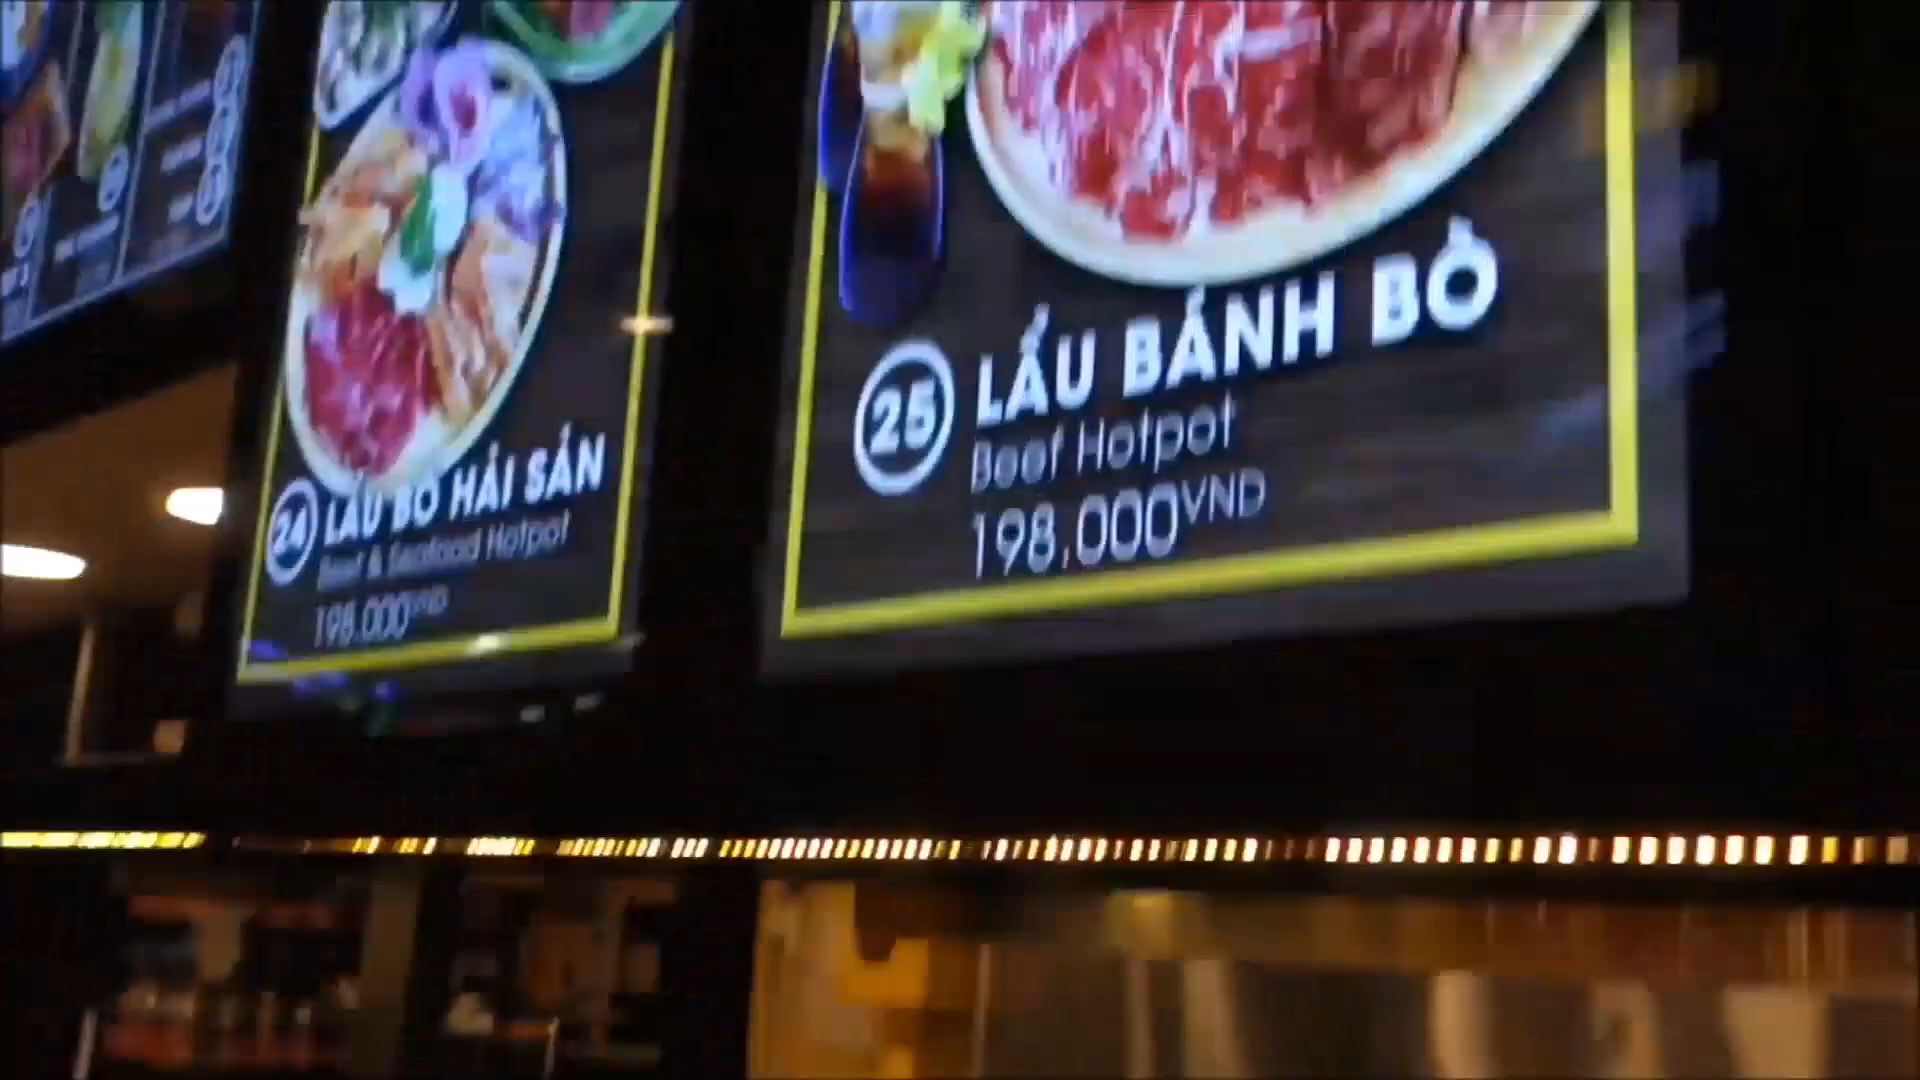 24
LẨU BÒ HẢI SẢN
Beef & Seafood Hotpot
198.000VND
25
LẨU BÁNH BÒ
Beef Hotpot
198.000VND